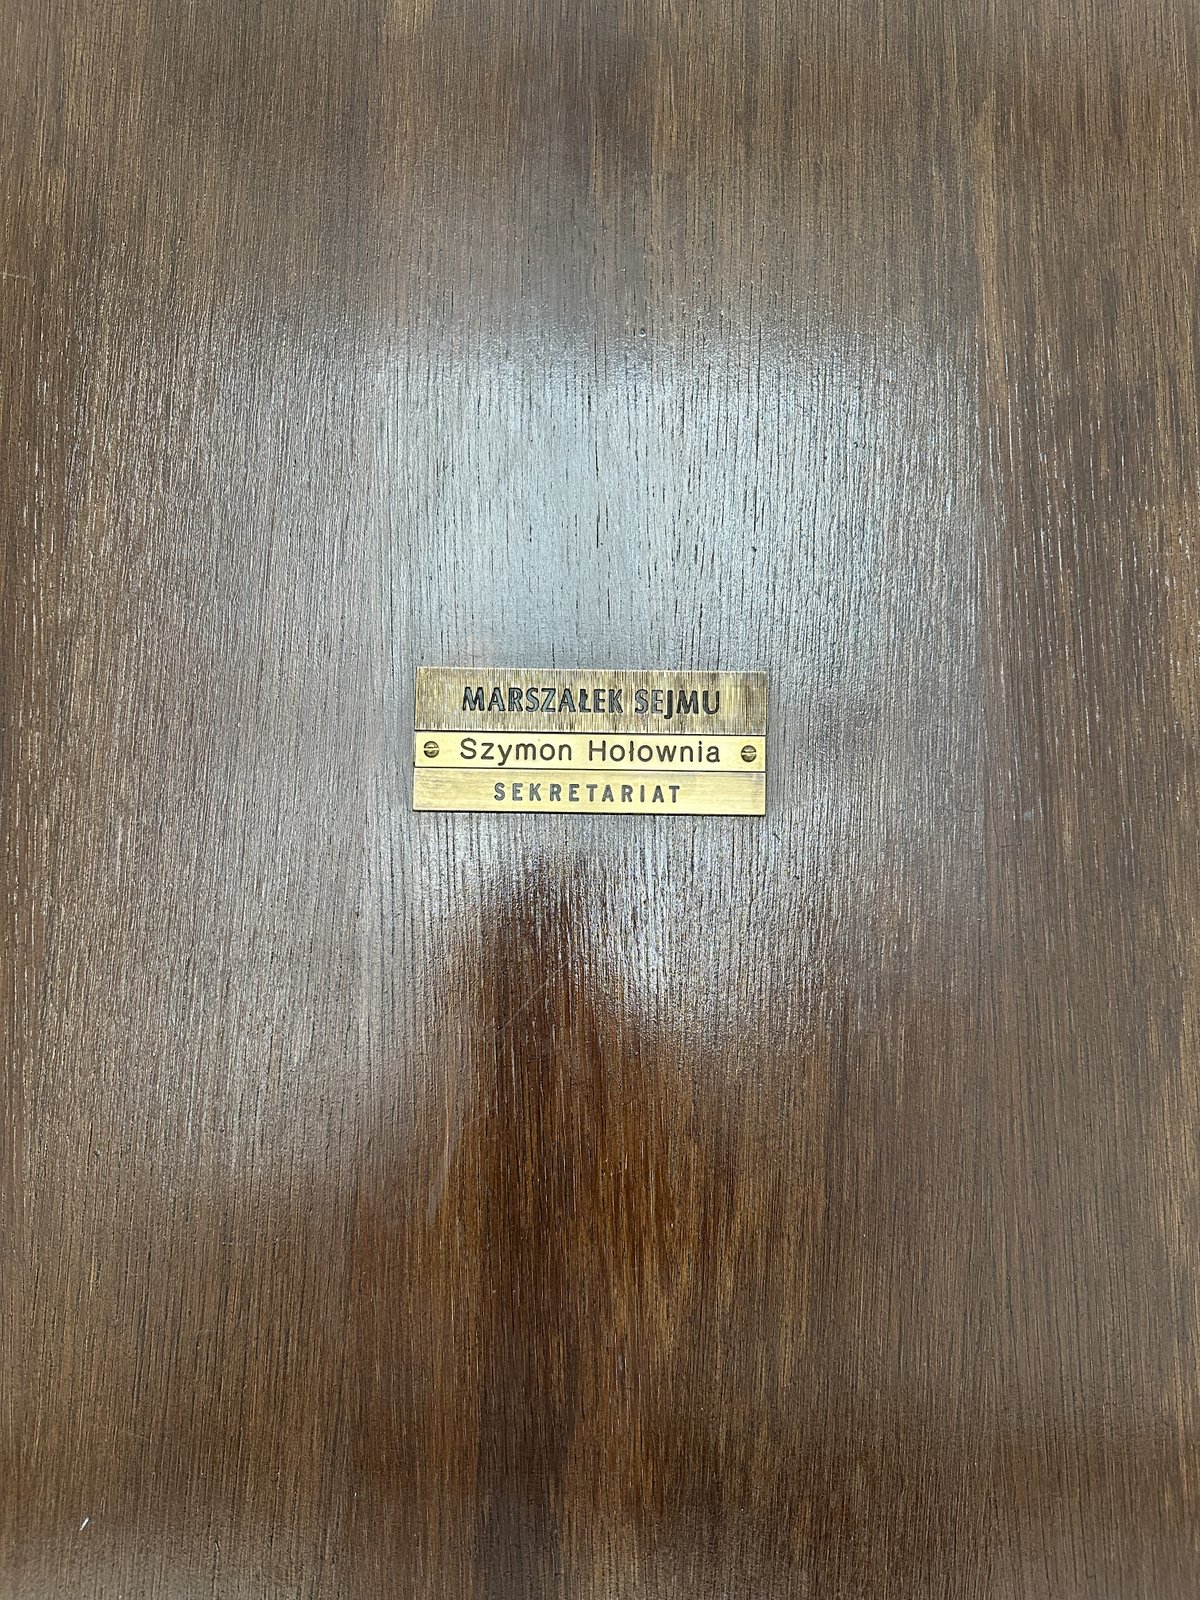 MARSZAŁEK SEJMU
Szymon Hołownia
SEKRETARIAT